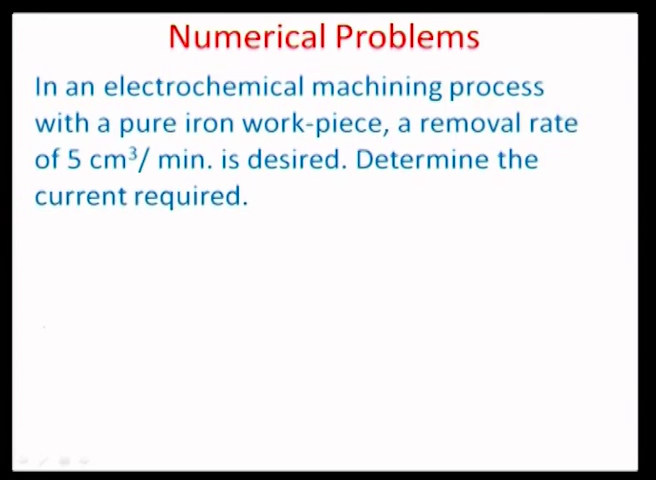 Numerical Problems
In an electrochemical machining process
with a pure iron work-piece, a removal rate
of 5 cm³/ min. is desired. Determine the
current required.